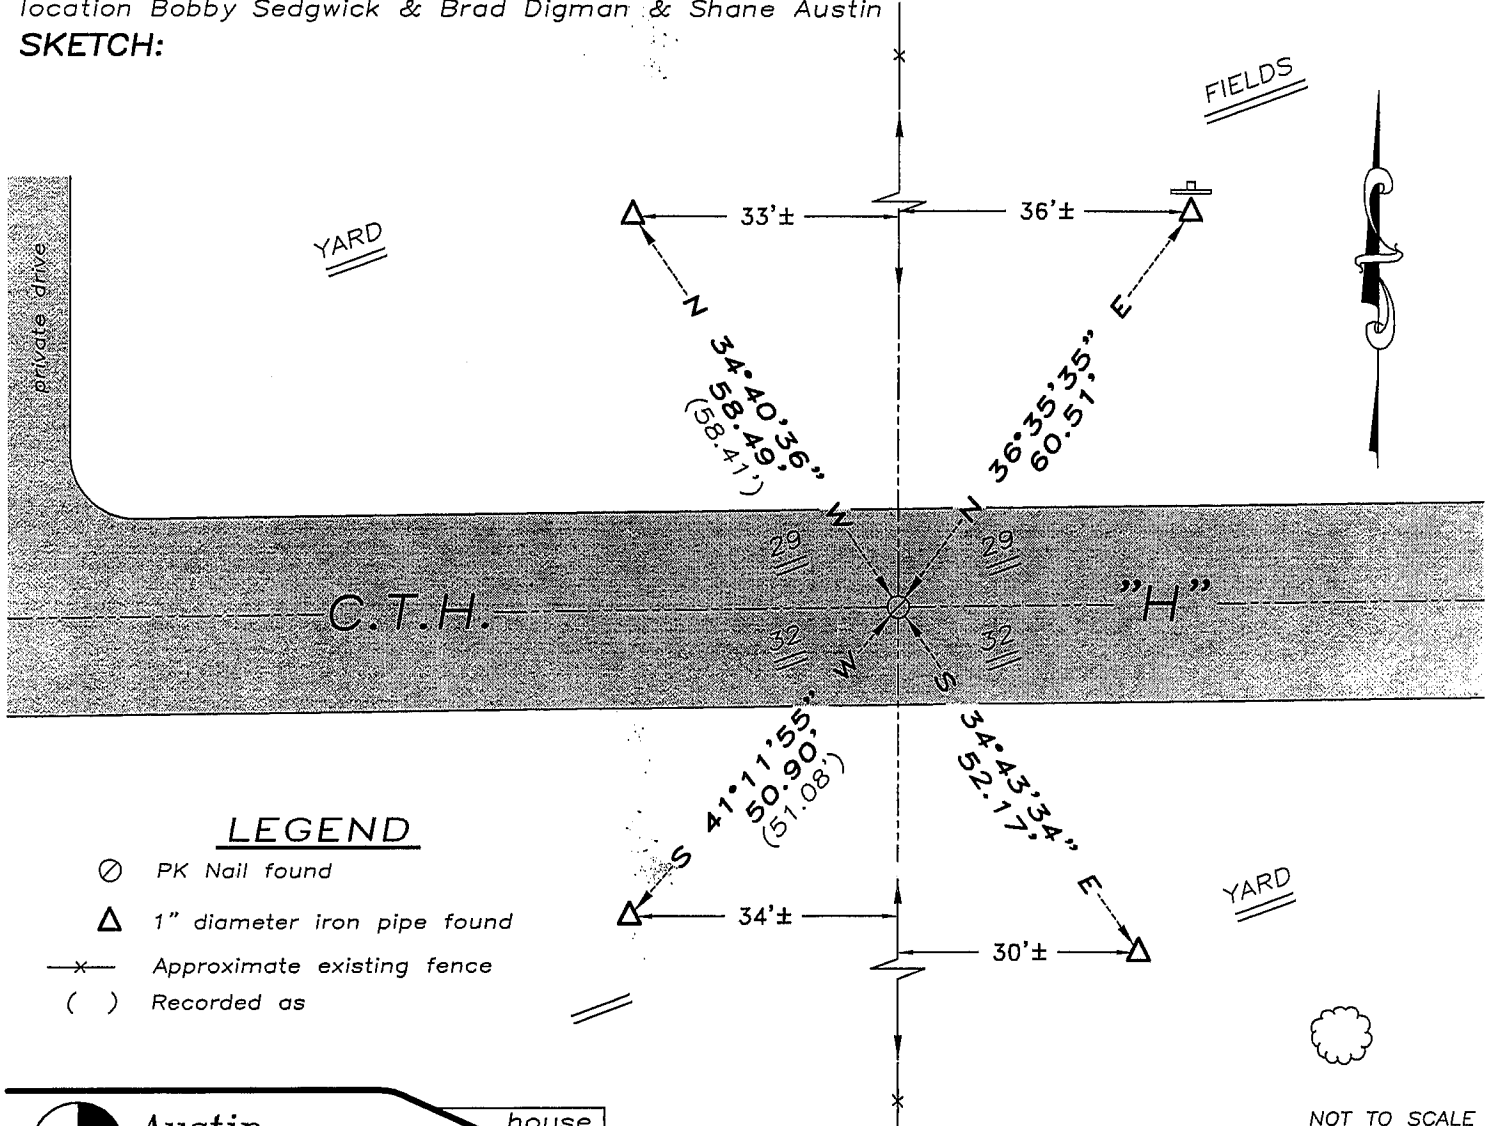 location Bobby Sedgwick & Brad Digman & Shane Austin
SKETCH:
FIELDS
YARD
private drive
33'±
36'±
N 34°40'36" W
58.49'
(58.41')
N 36°35'35" E
60.51'
29
29
C.T.H.
"H"
32
32
S 41°11'55" W
50.90'
(51.08')
S 34°43'34" E
52.17'
34'±
30'±
YARD
LEGEND
PK Nail found
1" diameter iron pipe found
Approximate existing fence
( ) Recorded as
Austin
house
NOT TO SCALE